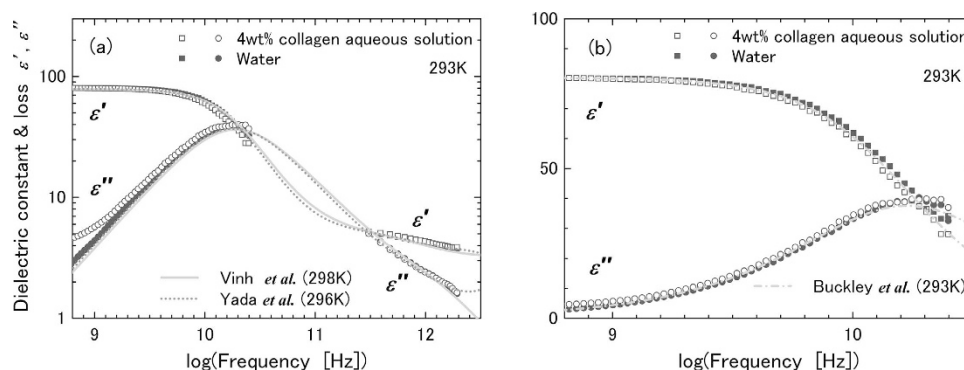 (a)
4wt% collagen aqueous solution
Water
293K
100
10
1
ε'
ε"
ε'
ε"
Vinh et al. (298K)
Yada et al. (296K)
9 10 11 12
log(Frequency [Hz])
Dielectric constant & loss ε', ε"
80
(b)
4wt% collagen aqueous solution
Water
293K
100
50
0
ε'
ε"
Buckley et al. (293K)
9 10
log(Frequency [Hz])